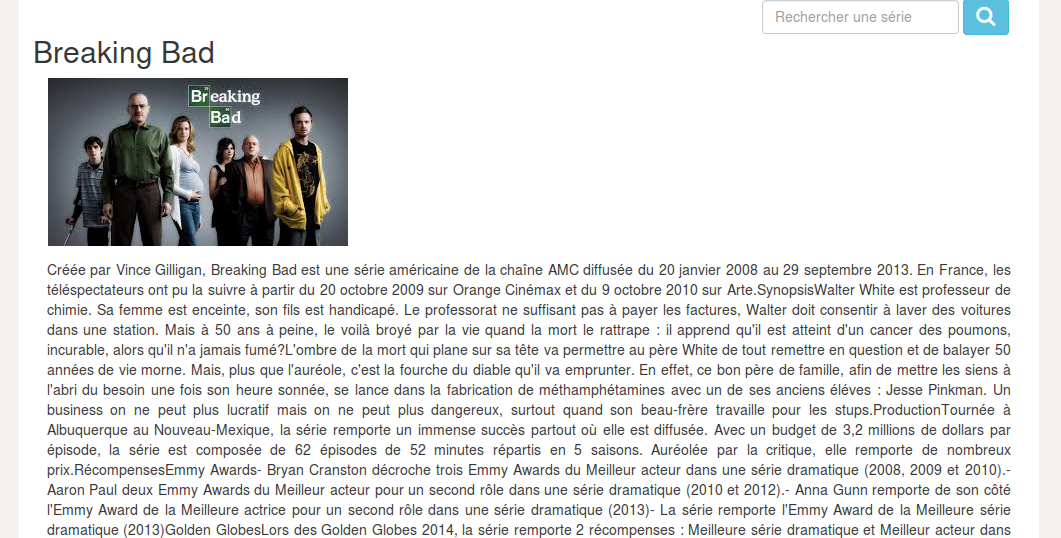 Rechercher une série
Breaking Bad
Breaking
Bad
Créée par Vince Gilligan, Breaking Bad est une série américaine de la chaîne AMC diffusée du 20 janvier 2008 au 29 septembre 2013. En France, les
téléspectateurs ont pu la suivre à partir du 20 octobre 2009 sur Orange Cinémax et du 9 octobre 2010 sur Arte.SynopsisWalter White est professeur de
chimie. Sa femme est enceinte, son fils est handicapé. Le professorat ne suffisant pas à payer les factures, Walter doit consentir à laver des voitures
dans une station. Mais à 50 ans à peine, le voilà broyé par la vie quand la mort le rattrape : il apprend qu'il est atteint d'un cancer des poumons,
incurable, alors qu'il n'a jamais fumé?L'ombre de la mort qui plane sur sa tête va permettre au père White de tout remettre en question et de balayer 50
années de vie morne. Mais, plus que l'auréole, c'est la fourche du diable qu'il va emprunter. En effet, ce bon père de famille, afin de mettre les siens à
l'abri du besoin une fois son heure sonnée, se lance dans la fabrication de méthamphétamines avec un de ses anciens éléves : Jesse Pinkman. Un
business on ne peut plus lucratif mais on ne peut plus dangereux, surtout quand son beau-frère travaille pour les stups.ProductionTournée à
Albuquerque au Nouveau-Mexique, la série remporte un immense succès partout où elle est diffusée. Avec un budget de 3,2 millions de dollars par
épisode, la série est composée de 62 épisodes de 52 minutes répartis en 5 saisons. Auréolée par la critique, elle remporte de nombreux
prix.RécompensesEmmy Awards- Bryan Cranston décroche trois Emmy Awards du Meilleur acteur dans une série dramatique (2008, 2009 et 2010).-
Aaron Paul deux Emmy Awards du Meilleur acteur pour un second rôle dans une série dramatique (2010 et 2012).- Anna Gunn remporte de son côté
l'Emmy Award de la Meilleure actrice pour un second rôle dans une série dramatique (2013)- La série remporte l'Emmy Award de la Meilleure série
dramatique (2013)Golden GlobesLors des Golden Globes 2014, la série remporte 2 récompenses : Meilleure série dramatique et Meilleur acteur dans